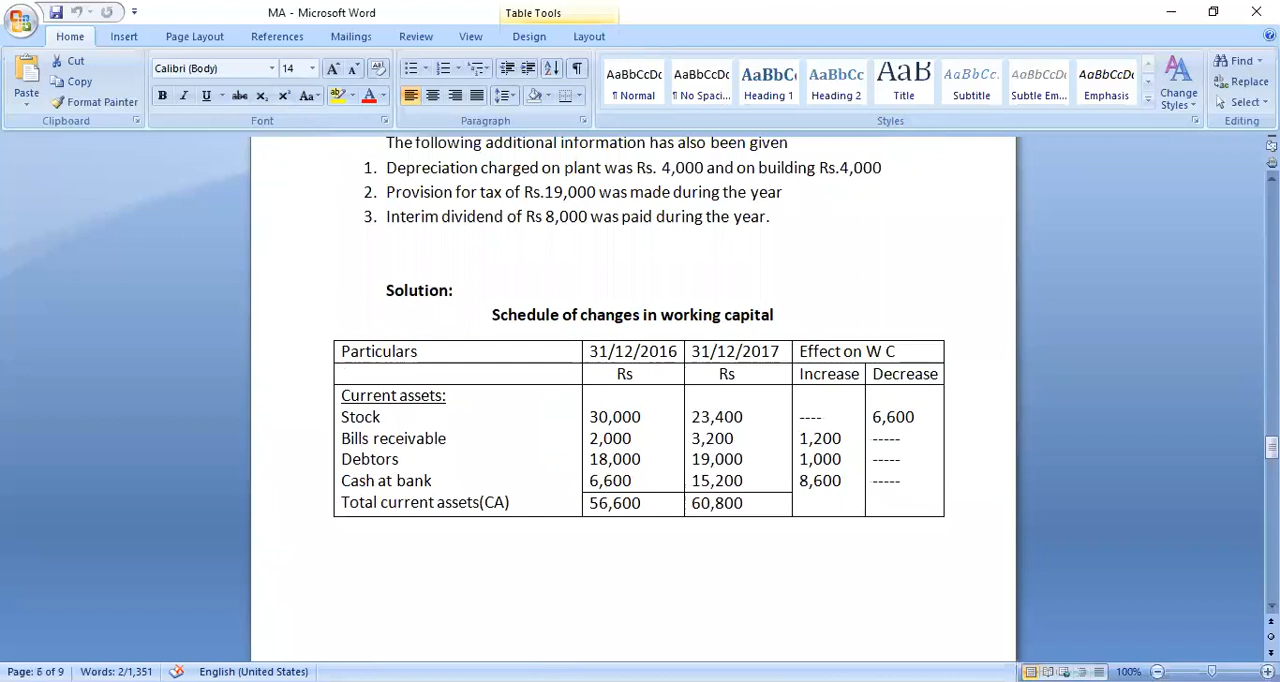 MA - Microsoft Word
Table Tools
Home Insert Page Layout References Mailings Review View Design Layout
Paste
Cut
Copy
Format Painter
Clipboard
Calibri (Body) 14
Font
Paragraph
AaBbCcDc AaBbCcDc AaBbC AaBbCc AaB AaBbCc. AaBbCcDc AaBbCcDc
¶ Normal ¶ No Spaci... Heading 1 Heading 2 Title Subtitle Subtle Em... Emphasis
Change Styles
Styles
Find
Replace
Select
Editing
The following additional information has also been given
1. Depreciation charged on plant was Rs. 4,000 and on building Rs.4,000
2. Provision for tax of Rs.19,000 was made during the year
3. Interim dividend of Rs 8,000 was paid during the year.
Solution:
Schedule of changes in working capital
Particulars 31/12/2016 31/12/2017 Effect on W C
Rs Rs Increase Decrease
Current assets:
Stock 30,000 23,400 ---- 6,600
Bills receivable 2,000 3,200 1,200 -----
Debtors 18,000 19,000 1,000 -----
Cash at bank 6,600 15,200 8,600 -----
Total current assets(CA) 56,600 60,800
Page: 6 of 9 Words: 2/1,351 English (United States) 100%